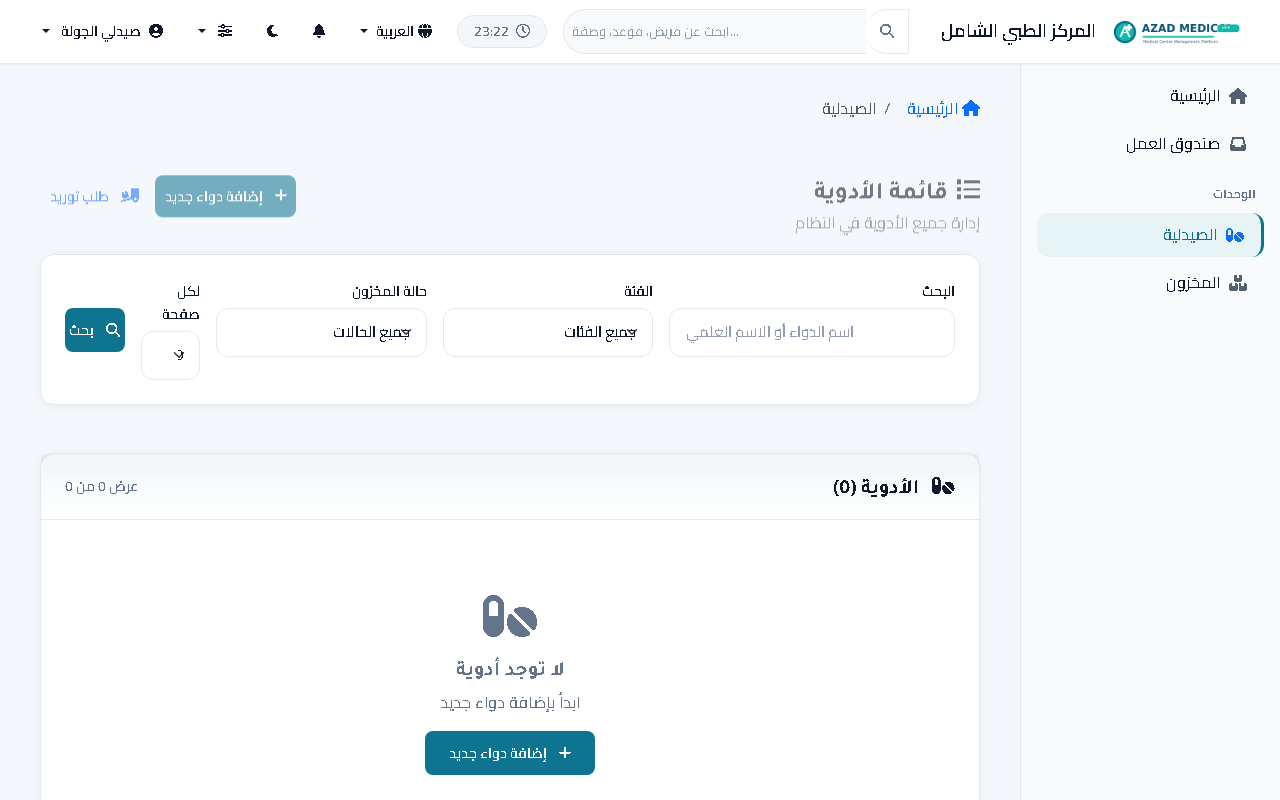 AZAD MEDICO
Medical Centre Management Platform
المركز الطبي الشامل
ابحث عن مريض، موعد، وصفة...
23:22
العربية
صيدلي الجولة
الرئيسية
صندوق العمل
الوحدات
الصيدلية
المخزون
الرئيسية / الصيدلية
قائمة الأدوية
إدارة جميع الأدوية في النظام
إضافة دواء جديد
طلب توريد
البحث
اسم الدواء أو الاسم العلمي
الفئة
جميع الفئات
حالة المخزون
جميع الحالات
لكل
صفحة
بحث
الأدوية (0)
عرض 0 من 0
لا توجد أدوية
ابدأ بإضافة دواء جديد
إضافة دواء جديد